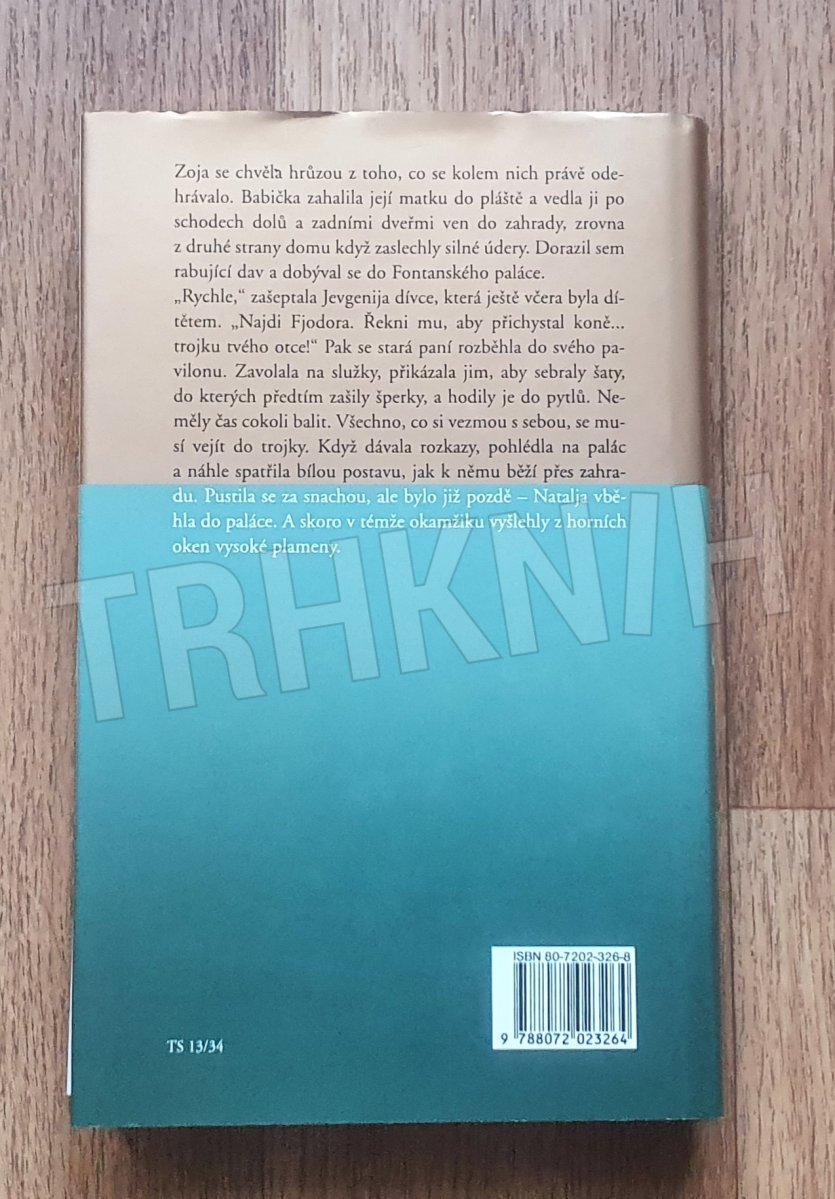 Zoja se chvěla hrůzou z toho, co se kolem nich právě ode-
hrávalo. Babička zahalila její matku do pláště a vedla ji po
schodech dolů a zadními dveřmi ven do zahrady, zrovna
z druhé strany domu když zaslechly silné údery. Dorazil sem
rabující dav a dobýval se do Fontanského paláce.
„Rychle,“ zašeptala Jevgenija dívce, která ještě včera byla dí-
tětem. „Najdi Fjodora. Řekni mu, aby přichystal koně...
trojku tvého otce!“ Pak se stará paní rozběhla do svého pa-
vilonu. Zavolala na služky, přikázala jim, aby sebraly šaty,
do kterých předtím zašily šperky, a hodily je do pytlů. Ne-
měly čas cokoli balit. Všechno, co si vezmou s sebou, se mu-
sí vejít do trojky. Když dávala rozkazy, pohlédla na palác
a náhle spatřila bílou postavu, jak k němu běží přes zahra-
du. Pustila se za snachou, ale bylo již pozdě – Natalja vbě-
hla do paláce. A skoro v témže okamžiku vyšlehly z horních
oken vysoké plameny.
TRHKNIH
ISBN 80-7202-326-8
9 788072 023264
TS 13/34